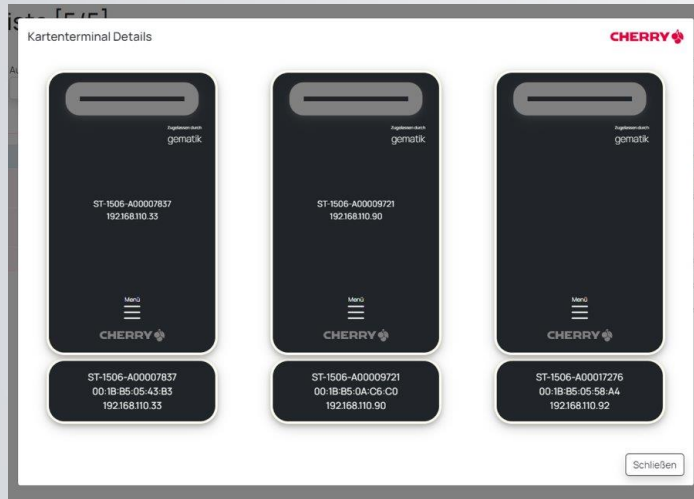 Kartenterminal Details
CHERRY
Zugelassen durch
gematik
ST-1506-A00007837
192.168.110.33
Menü
CHERRY
ST-1506-A00007837
00:1B:B5:05:43:B3
192.168.110.33
Zugelassen durch
gematik
ST-1506-A00009721
192.168.110.90
Menü
CHERRY
ST-1506-A00009721
00:1B:B5:0A:C6:C0
192.168.110.90
Zugelassen durch
gematik
Menü
CHERRY
ST-1506-A00017276
00:1B:B5:05:58:A4
192.168.110.92
Schließen